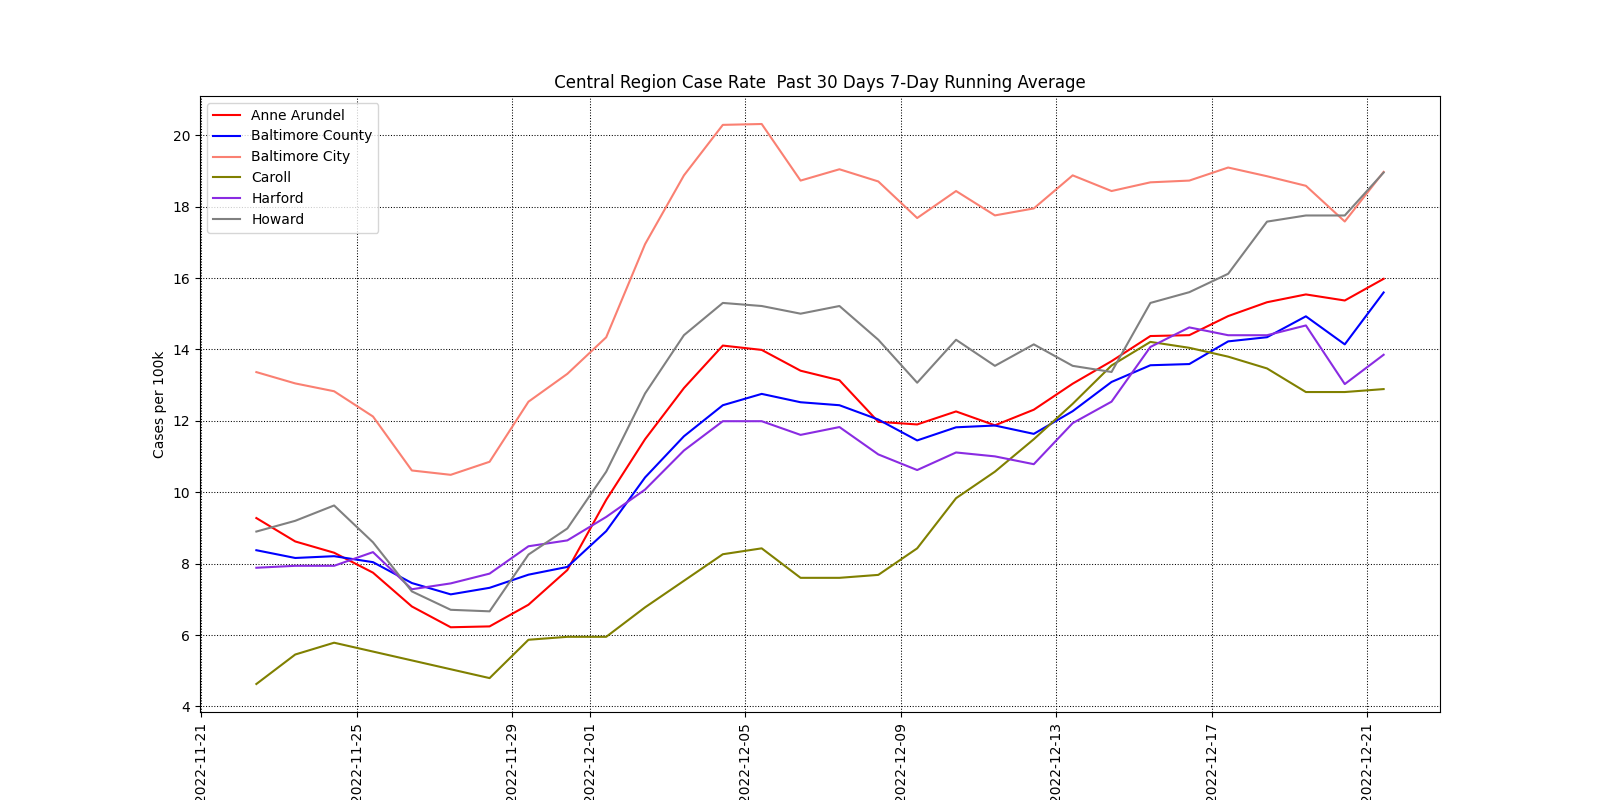 Central Region Case Rate  Past 30 Days 7-Day Running Average
Anne Arundel
Baltimore County
Baltimore City
Caroll
Harford
Howard
20
18
16
14
12
10
8
6
4
Cases per 100k
2022-11-21
2022-11-25
2022-11-29
2022-12-01
2022-12-05
2022-12-09
2022-12-13
2022-12-17
2022-12-21